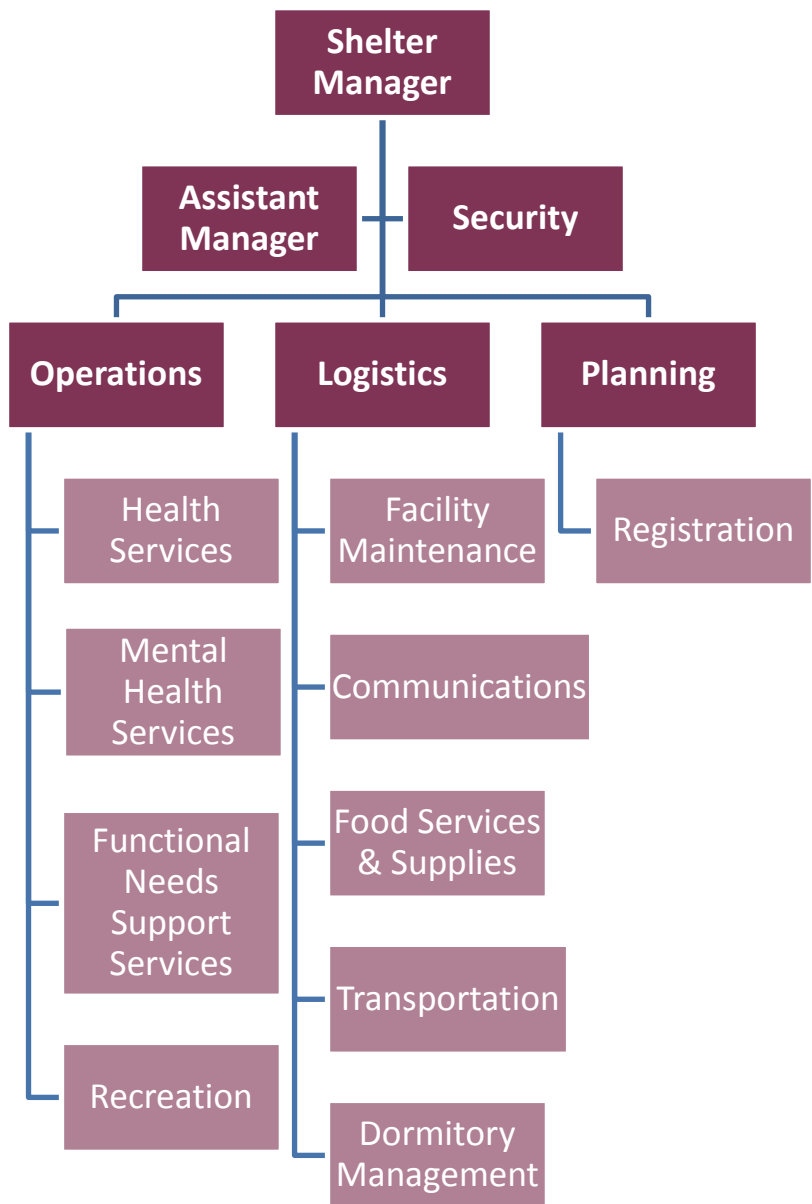 Shelter
Manager
Assistant
Manager
Security
Operations
Logistics
Planning
Health
Services
Mental
Health
Services
Functional
Needs
Support
Services
Recreation
Facility
Maintenance
Communications
Food Services
& Supplies
Transportation
Dormitory
Management
Registration